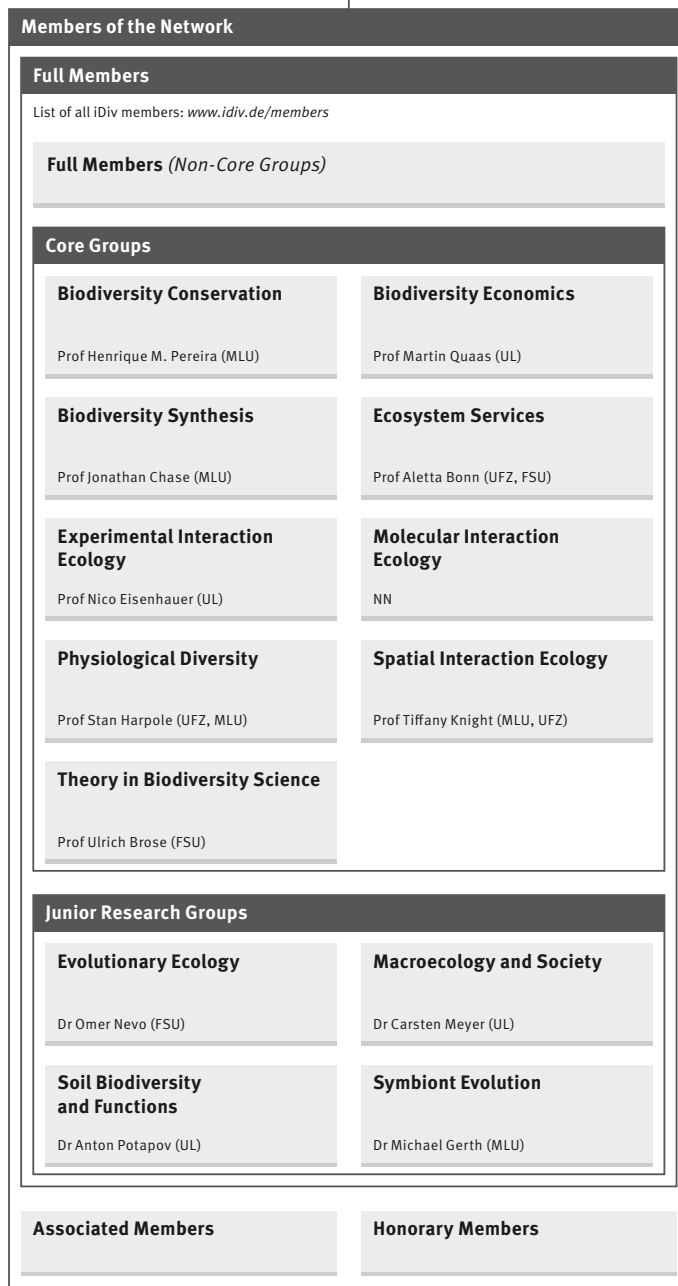 Members of the Network
Full Members
List of all iDiv members: www.idiv.de/members
Full Members (Non-Core Groups)
Core Groups
Biodiversity Conservation
Prof Henrique M. Pereira (MLU)
Biodiversity Economics
Prof Martin Quaas (UL)
Biodiversity Synthesis
Prof Jonathan Chase (MLU)
Ecosystem Services
Prof Aletta Bonn (UFZ, FSU)
Experimental Interaction
Ecology
Prof Nico Eisenhauer (UL)
Molecular Interaction
Ecology
NN
Physiological Diversity
Prof Stan Harpole (UFZ, MLU)
Spatial Interaction Ecology
Prof Tiffany Knight (MLU, UFZ)
Theory in Biodiversity Science
Prof Ulrich Brose (FSU)
Junior Research Groups
Evolutionary Ecology
Dr Omer Nevo (FSU)
Macroecology and Society
Dr Carsten Meyer (UL)
Soil Biodiversity
and Functions
Dr Anton Potapov (UL)
Symbiont Evolution
Dr Michael Gerth (MLU)
Associated Members
Honorary Members